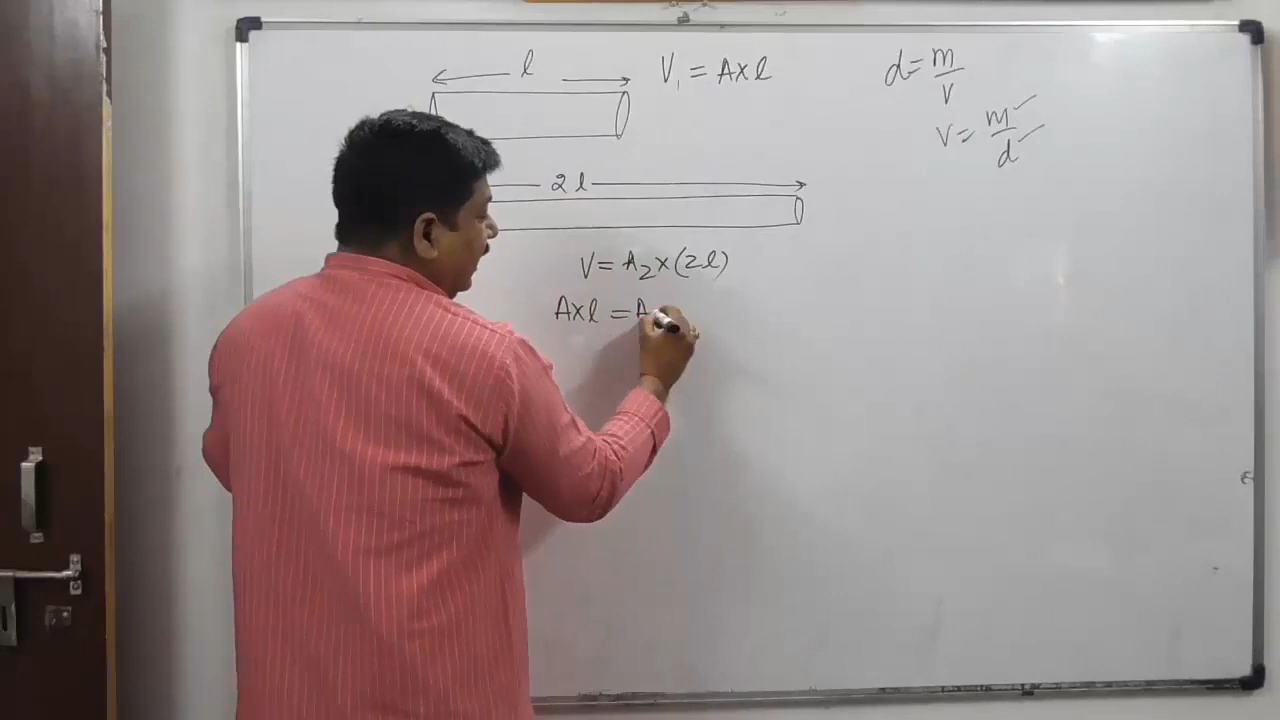 l V₁ = A×l
d = m/v
v = m/d
2l
V = A₂×(2l)
A×l = A